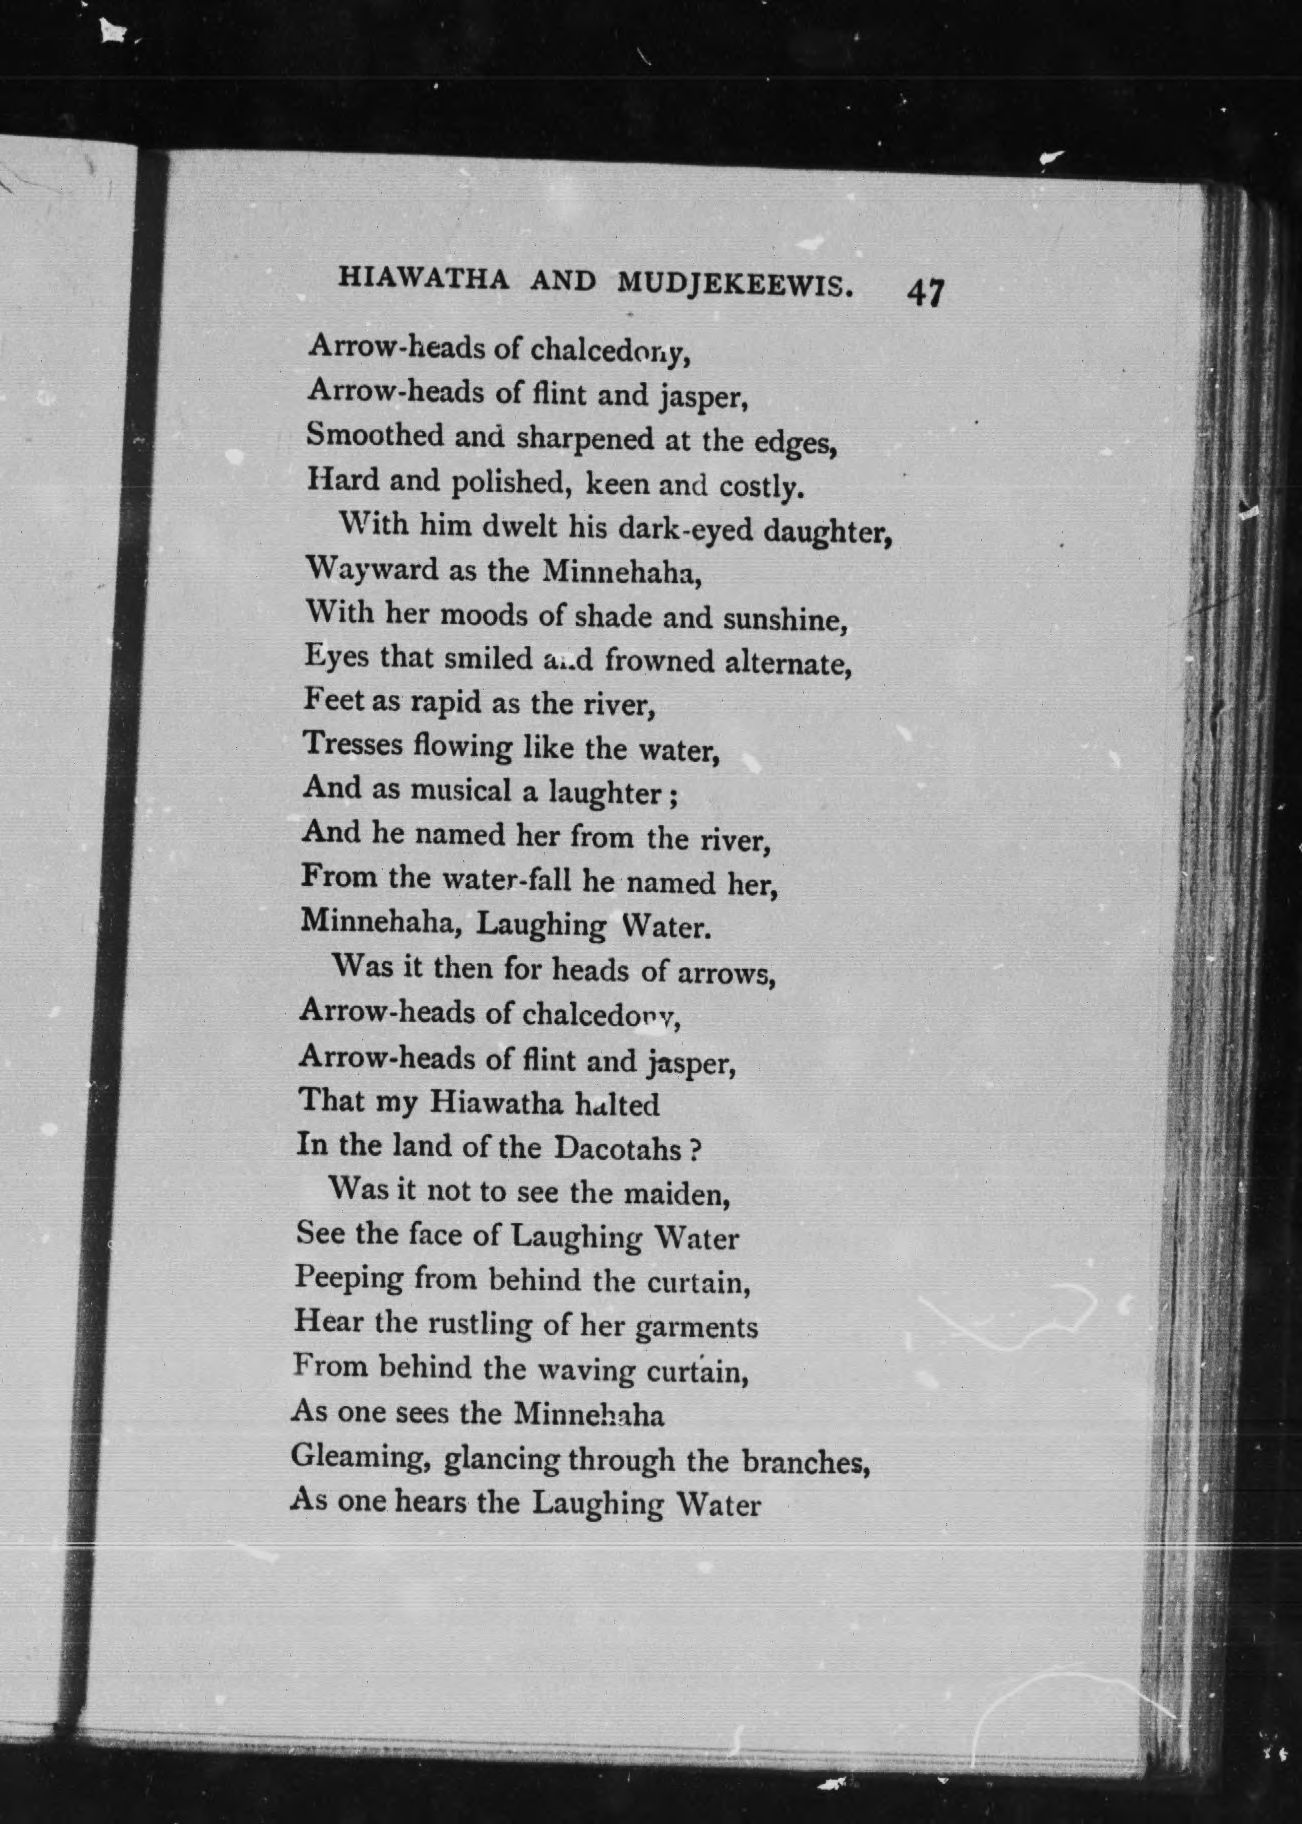 HIAWATHA AND MUDJEKEEWIS. 47
Arrow-heads of chalcedony,
Arrow-heads of flint and jasper,
Smoothed and sharpened at the edges,
Hard and polished, keen and costly.
With him dwelt his dark-eyed daughter,
Wayward as the Minnehaha,
With her moods of shade and sunshine,
Eyes that smiled and frowned alternate,
Feet as rapid as the river,
Tresses flowing like the water,
And as musical a laughter ;
And he named her from the river,
From the water-fall he named her,
Minnehaha, Laughing Water.
Was it then for heads of arrows,
Arrow-heads of chalcedony,
Arrow-heads of flint and jasper,
That my Hiawatha halted
In the land of the Dacotahs ?
Was it not to see the maiden,
See the face of Laughing Water
Peeping from behind the curtain,
Hear the rustling of her garments
From behind the waving curtain,
As one sees the Minnehaha
Gleaming, glancing through the branches,
As one hears the Laughing Water